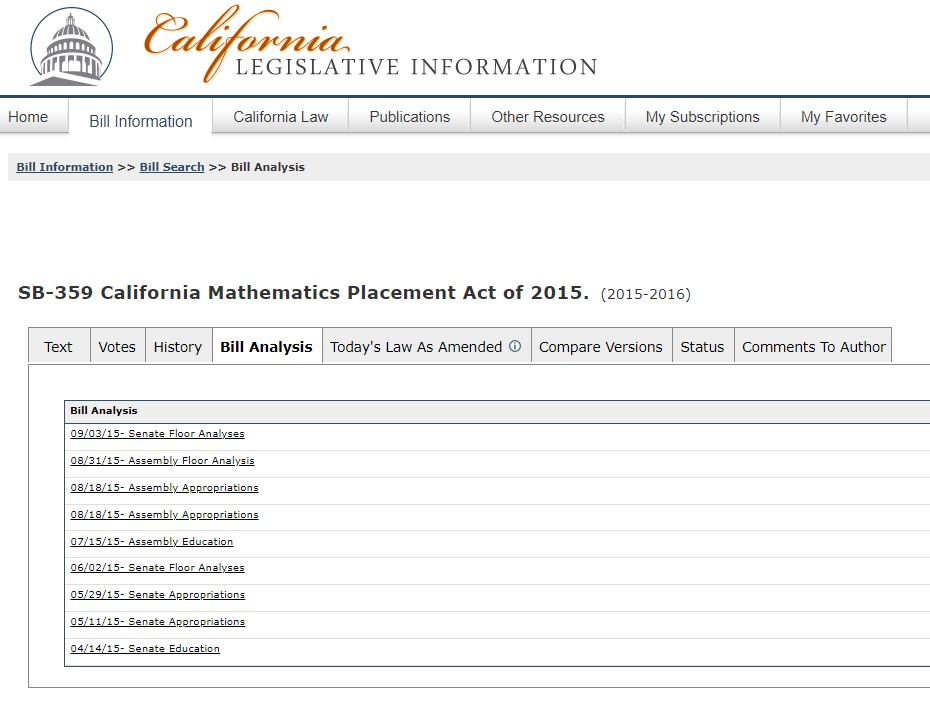 California
LEGISLATIVE INFORMATION
Home Bill Information California Law Publications Other Resources My Subscriptions My Favorites
Bill Information >> Bill Search >> Bill Analysis
SB-359 California Mathematics Placement Act of 2015. (2015-2016)
Text Votes History Bill Analysis Today's Law As Amended Compare Versions Status Comments To Author
Bill Analysis
09/03/15- Senate Floor Analyses
08/31/15- Assembly Floor Analysis
08/18/15- Assembly Appropriations
08/18/15- Assembly Appropriations
07/15/15- Assembly Education
06/02/15- Senate Floor Analyses
05/29/15- Senate Appropriations
05/11/15- Senate Appropriations
04/14/15- Senate Education